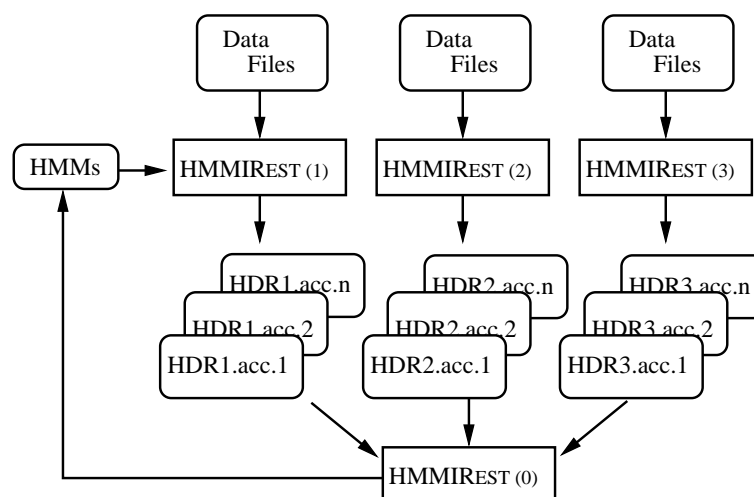 Data
Files
Data
Files
Data
Files
HMMs
HMMIREST (1)
HMMIREST (2)
HMMIREST (3)
HDR1.acc.n
HDR2.acc.n
HDR3.acc.n
HDR1.acc.2
HDR2.acc.2
HDR3.acc.2
HDR1.acc.1
HDR2.acc.1
HDR3.acc.1
HMMIREST (0)